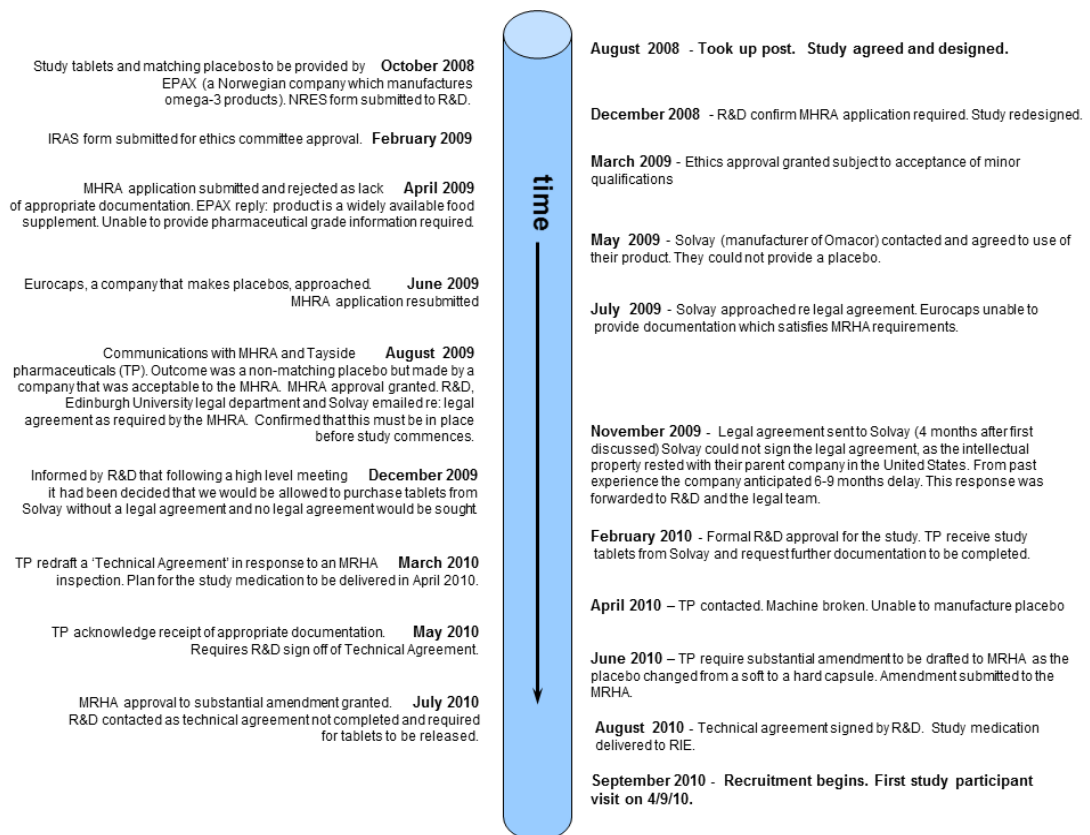 August 2008 - Took up post. Study agreed and designed.
Study tablets and matching placebos to be provided by October 2008
EPAX (a Norwegian company which manufactures
omega-3 products). NRES form submitted to R&D.
December 2008 - R&D confirm MHRA application required. Study redesigned.
IRAS form submitted for ethics committee approval. February 2009
March 2009 - Ethics approval granted subject to acceptance of minor
qualifications
time
MHRA application submitted and rejected as lack April 2009
of appropriate documentation. EPAX reply: product is a widely available food
supplement. Unable to provide pharmaceutical grade information required.
May 2009 - Solvay (manufacturer of Omacor) contacted and agreed to use of
their product. They could not provide a placebo.
Eurocaps, a company that makes placebos, approached. June 2009
MHRA application resubmitted
July 2009 - Solvay approached re legal agreement. Eurocaps unable to
provide documentation which satisfies MRHA requirements.
Communications with MHRA and Tayside August 2009
pharmaceuticals (TP). Outcome was a non-matching placebo but made by a
company that was acceptable to the MHRA. MHRA approval granted. R&D,
Edinburgh University legal department and Solvay emailed re: legal
agreement as required by the MHRA. Confirmed that this must be in place
before study commences.
November 2009 - Legal agreement sent to Solvay (4 months after first
discussed) Solvay could not sign the legal agreement, as the intellectual
property rested with their parent company in the United States. From past
experience the company anticipated 6-9 months delay. This response was
forwarded to R&D and the legal team.
Informed by R&D that following a high level meeting December 2009
it had been decided that we would be allowed to purchase tablets from
Solvay without a legal agreement and no legal agreement would be sought.
February 2010 - Formal R&D approval for the study. TP receive study
tablets from Solvay and request further documentation to be completed.
TP redraft a ‘Technical Agreement’ in response to an MRHA March 2010
inspection. Plan for the study medication to be delivered in April 2010.
April 2010 – TP contacted. Machine broken. Unable to manufacture placebo
TP acknowledge receipt of appropriate documentation. May 2010
Requires R&D sign off of Technical Agreement.
June 2010 – TP require substantial amendment to be drafted to MRHA as the
placebo changed from a soft to a hard capsule. Amendment submitted to the
MRHA.
MRHA approval to substantial amendment granted. July 2010
R&D contacted as technical agreement not completed and required
for tablets to be released.
August 2010 - Technical agreement signed by R&D. Study medication
delivered to RIE.
September 2010 - Recruitment begins. First study participant
visit on 4/9/10.